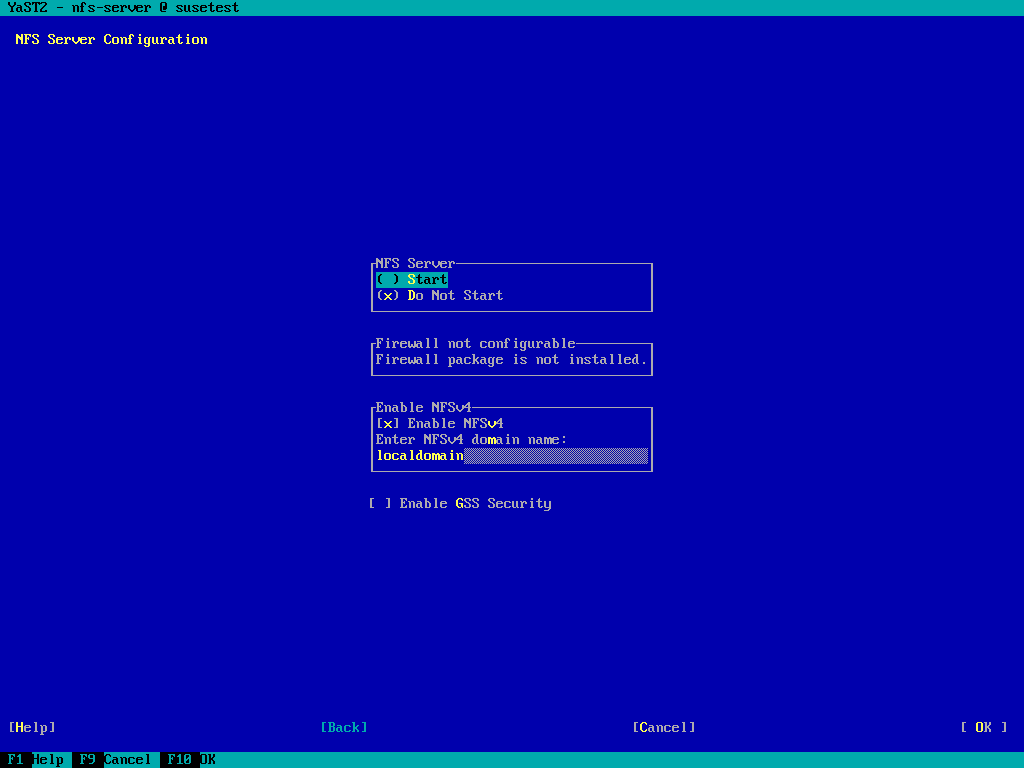 YaST2 - nfs-server @ susetest
NFS Server Configuration
NFS Server
( ) Start
(x) Do Not Start
Firewall not configurable
Firewall package is not installed.
Enable NFSv4
[x] Enable NFSv4
Enter NFSv4 domain name:
localdomain
[ ] Enable GSS Security
[Help] [Back] [Cancel] [ OK ]
F1 Help F9 Cancel F10 OK